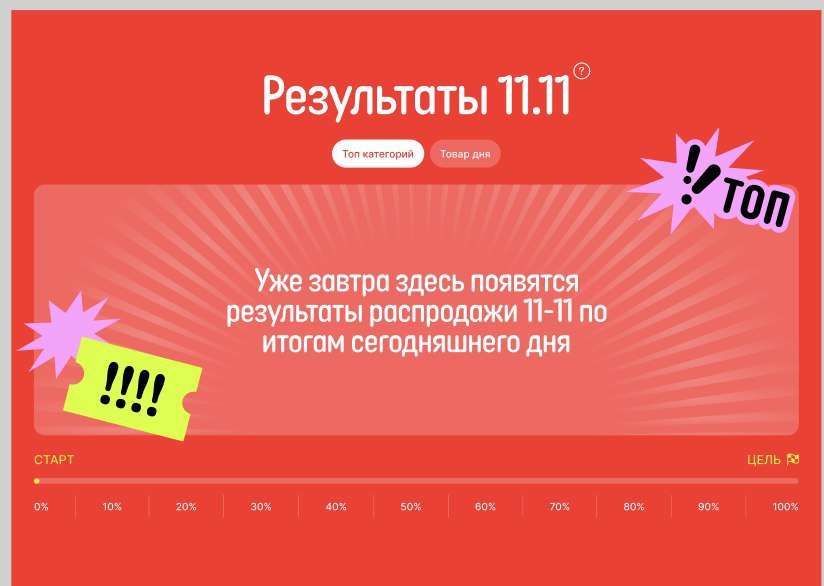 Результаты 11.11
?
Топ категорий
Товар дня
!! ТОП
Уже завтра здесь появятся
результаты распродажи 11-11 по
итогам сегодняшнего дня
!!!!
СТАРТ
ЦЕЛЬ
0%
10%
20%
30%
40%
50%
60%
70%
80%
90%
100%